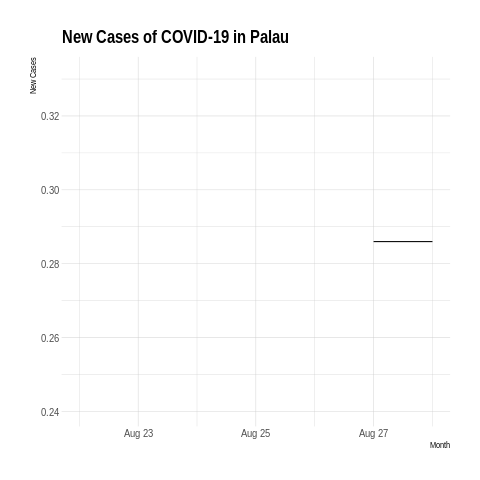 New Cases of COVID-19 in Palau
New Cases
0.32
0.30
0.28
0.26
0.24
Aug 23 Aug 25 Aug 27
Month